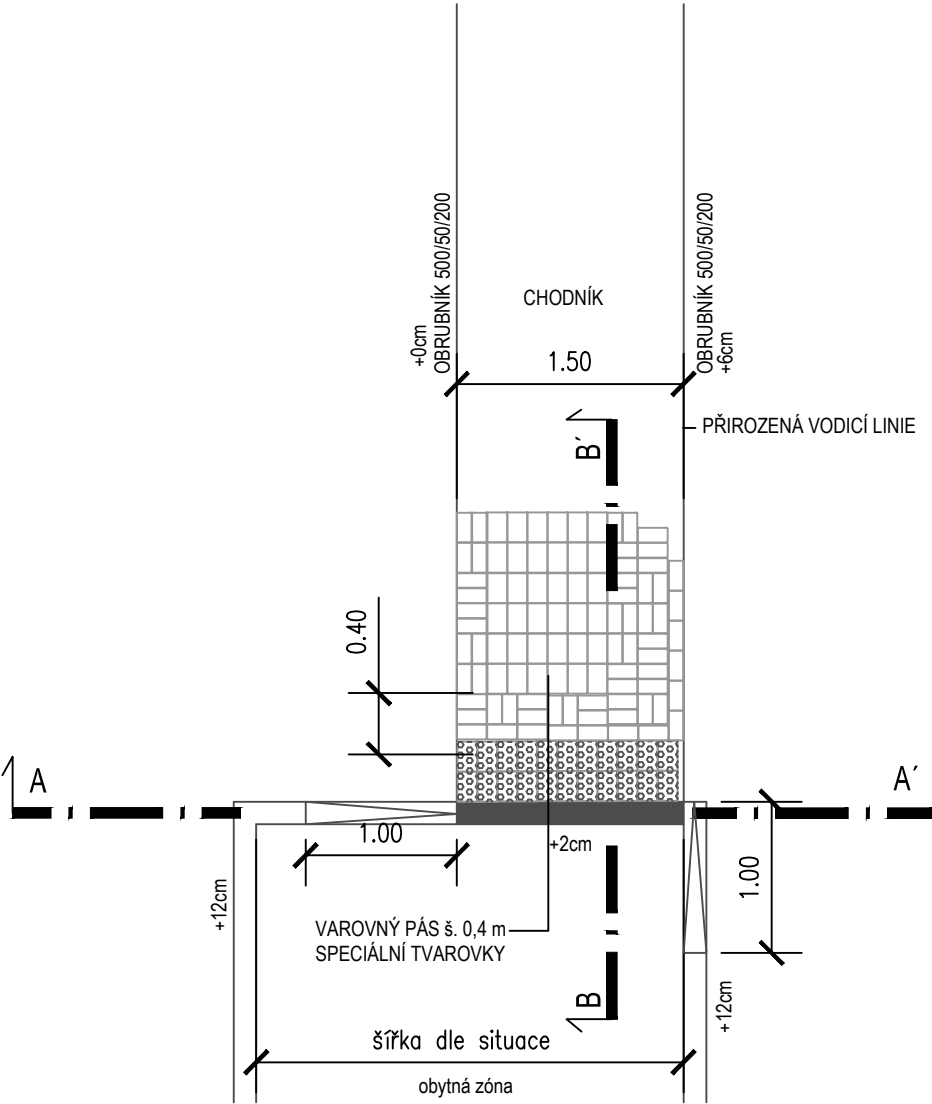 +0cm
OBRUBNÍK 500/50/200
CHODNÍK
OBRUBNÍK 500/50/200
+6cm
1.50
PŘIROZENÁ VODICÍ LINIE
B´
0.40
A
A´
1.00
+2cm
1.00
+12cm
VAROVNÝ PÁS š. 0,4 m
SPECIÁLNÍ TVAROVKY
B
+12cm
šířka dle situace
obytná zóna